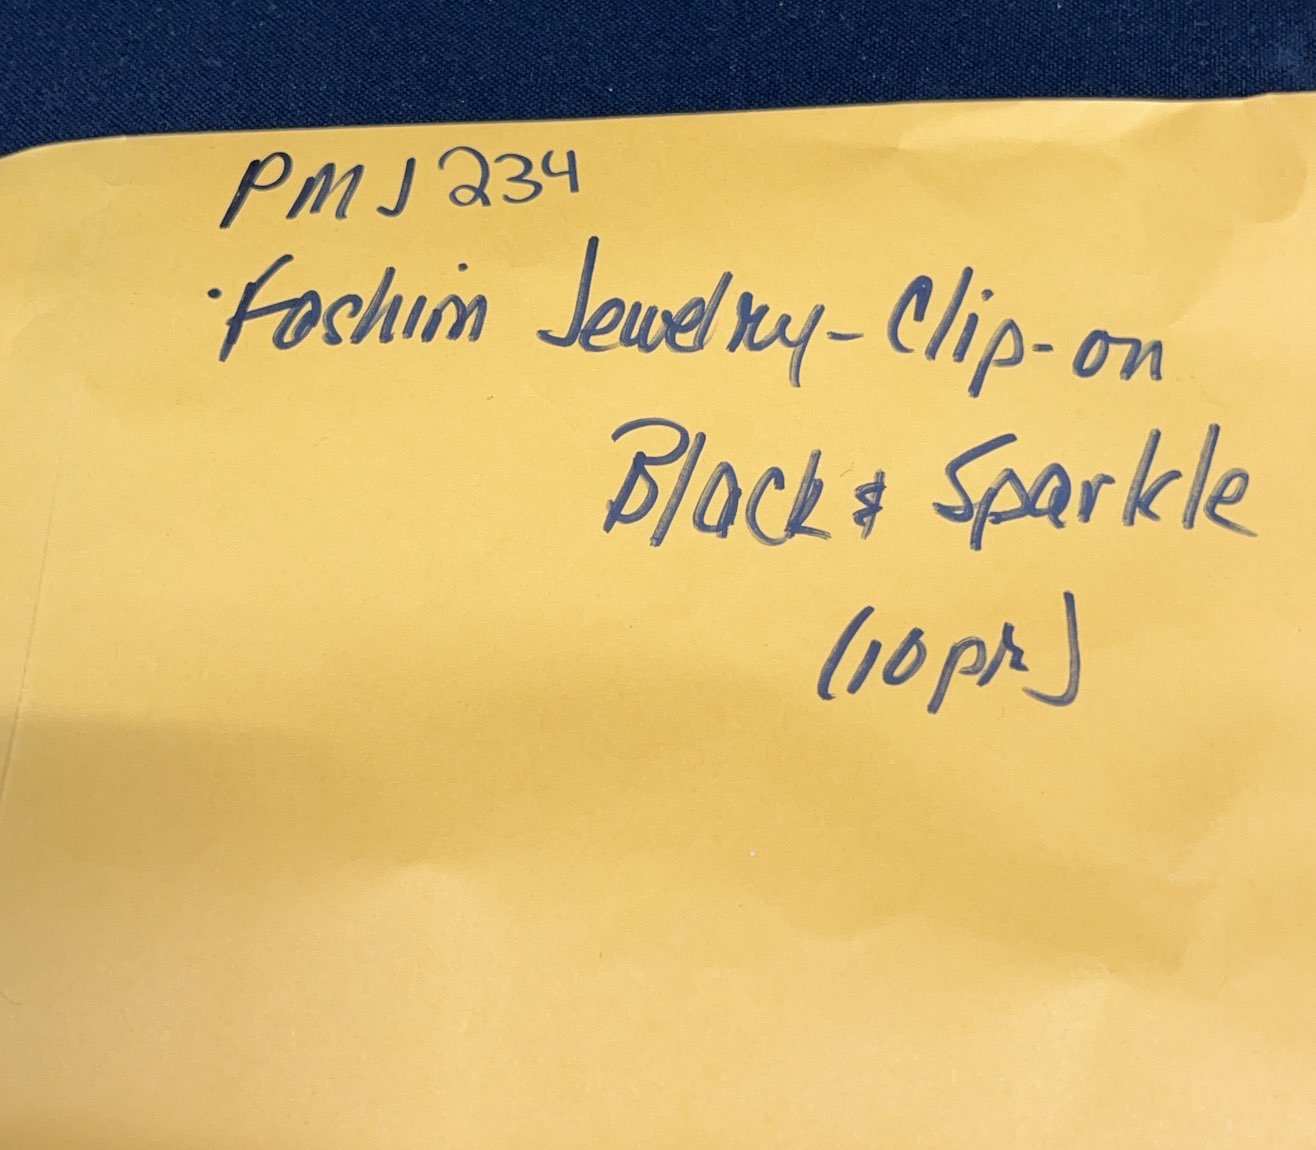 PMJ234
·Fashion Jewelry-Clip-on
Black & Sparkle
(10pr)